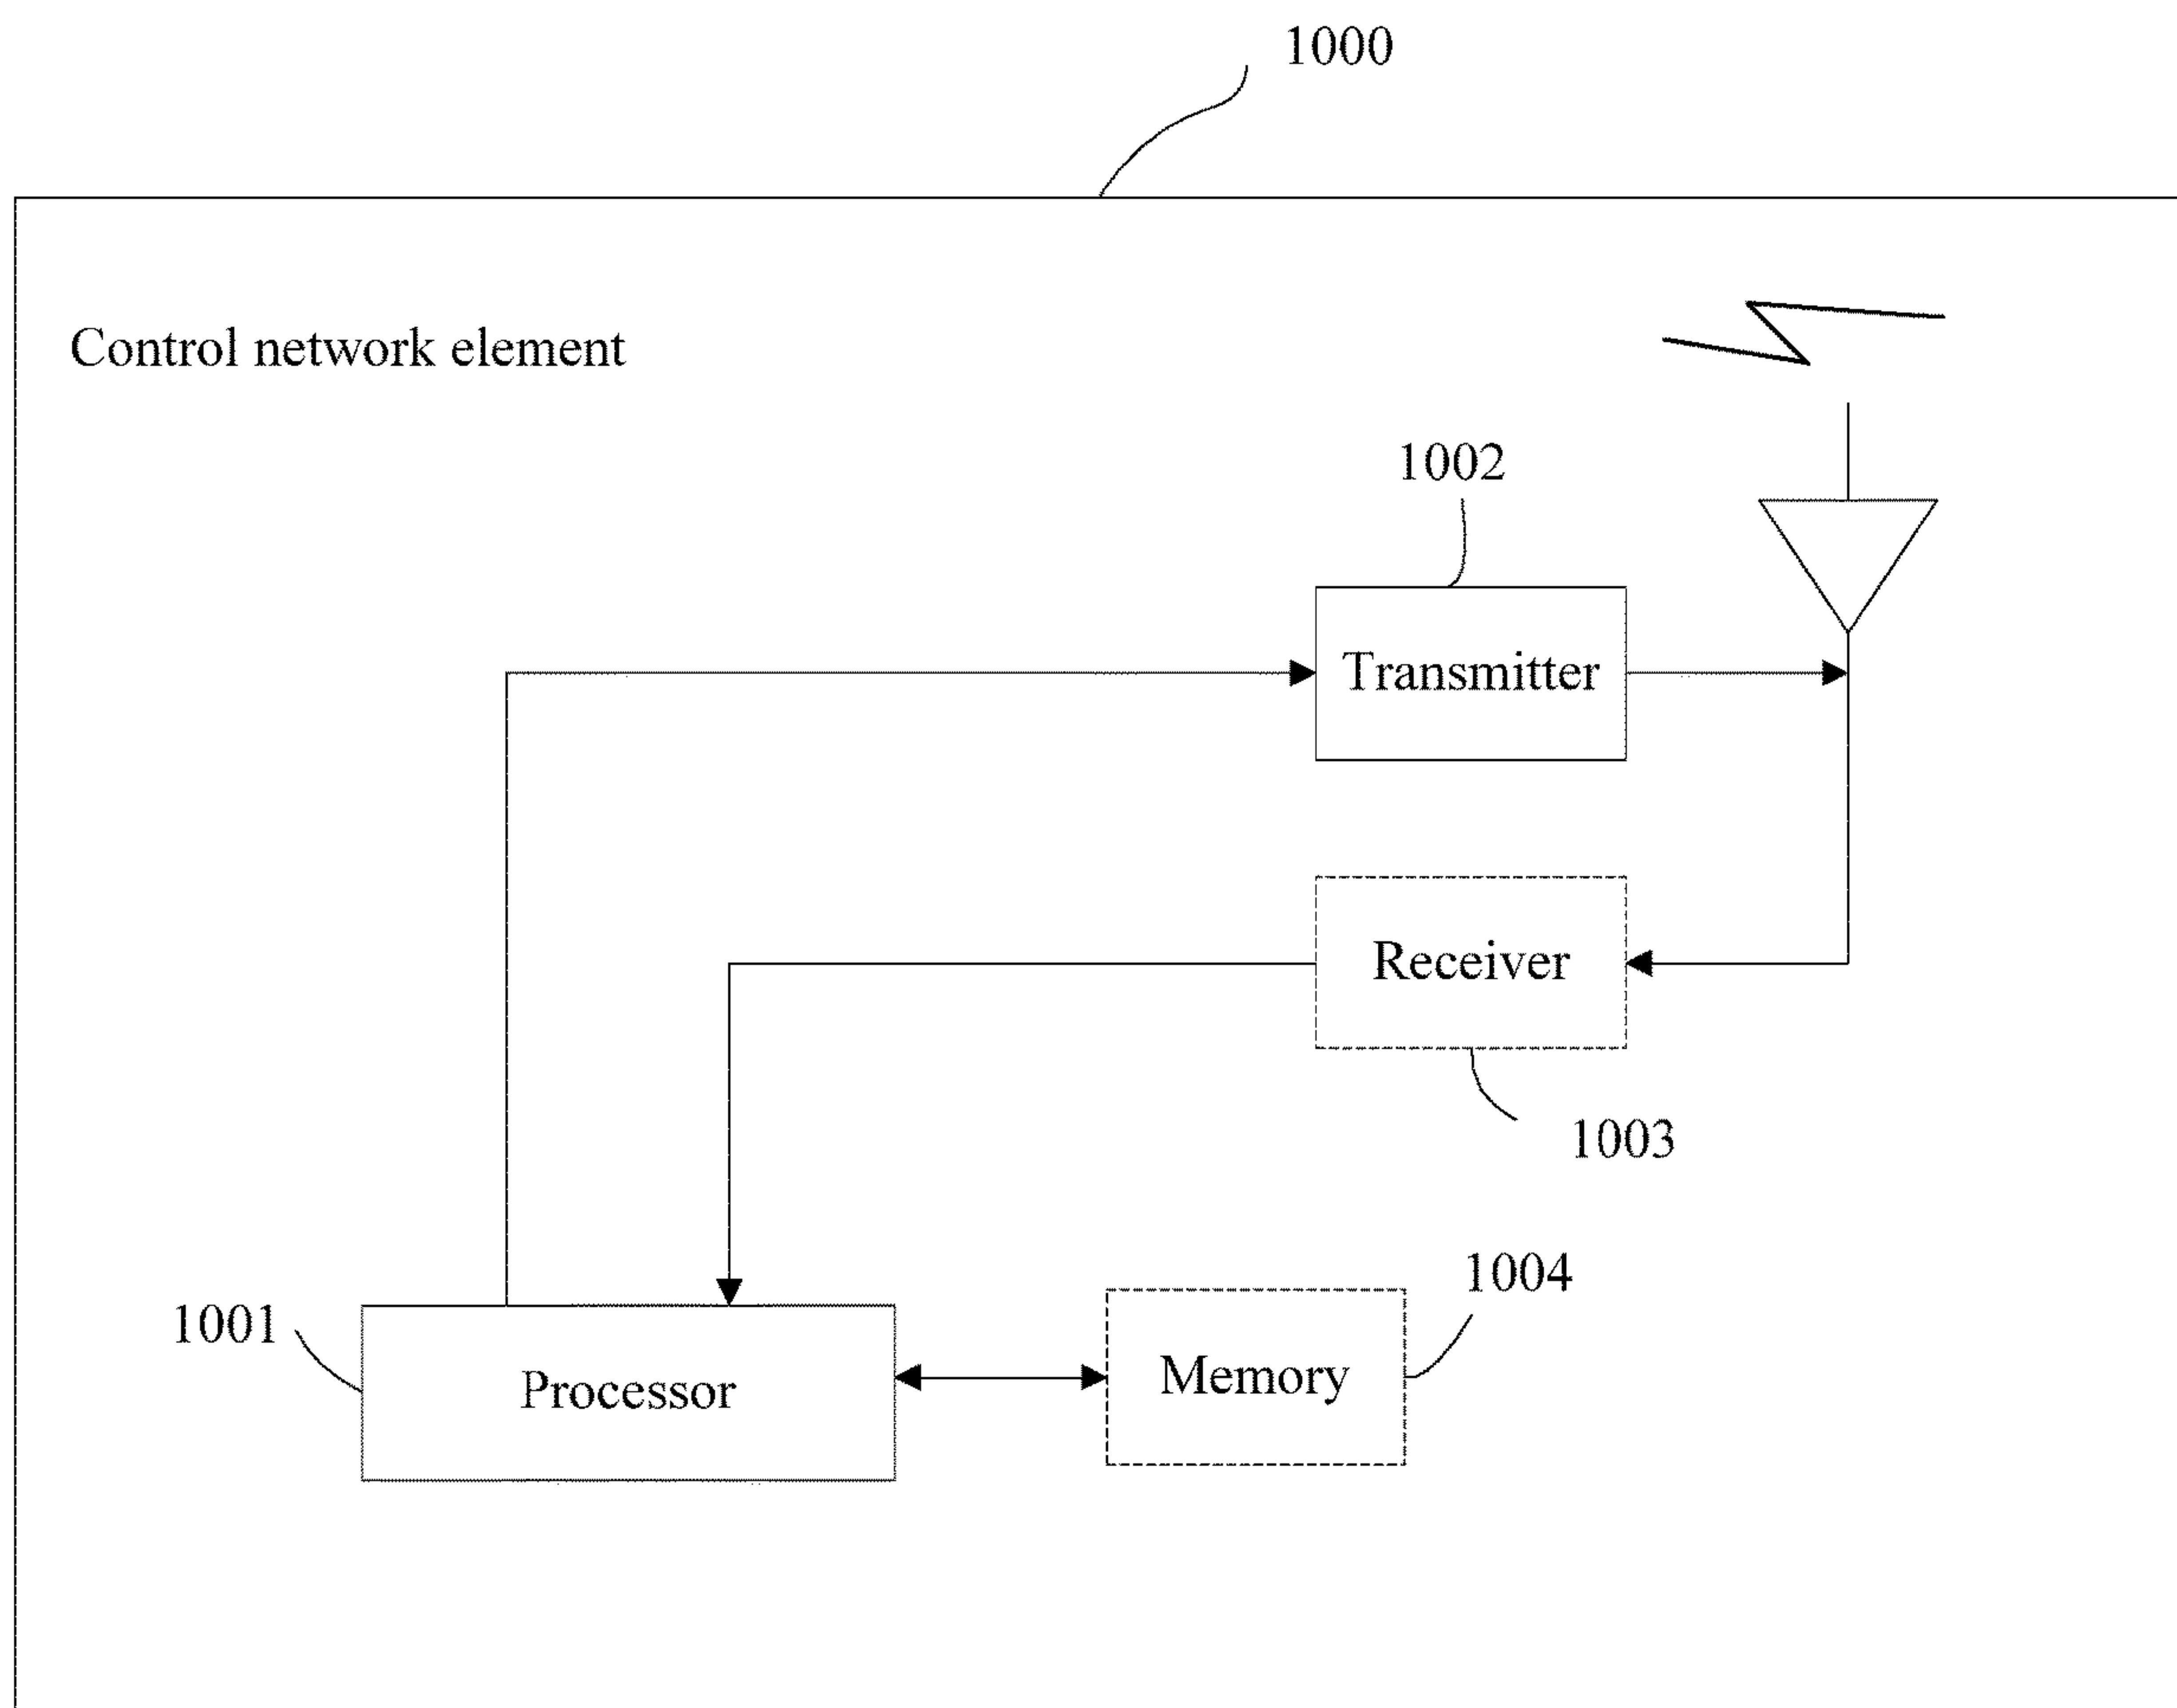 1000
Control network element
1002
Transmitter
Receiver
1003
1004
1001
Memory
Processor